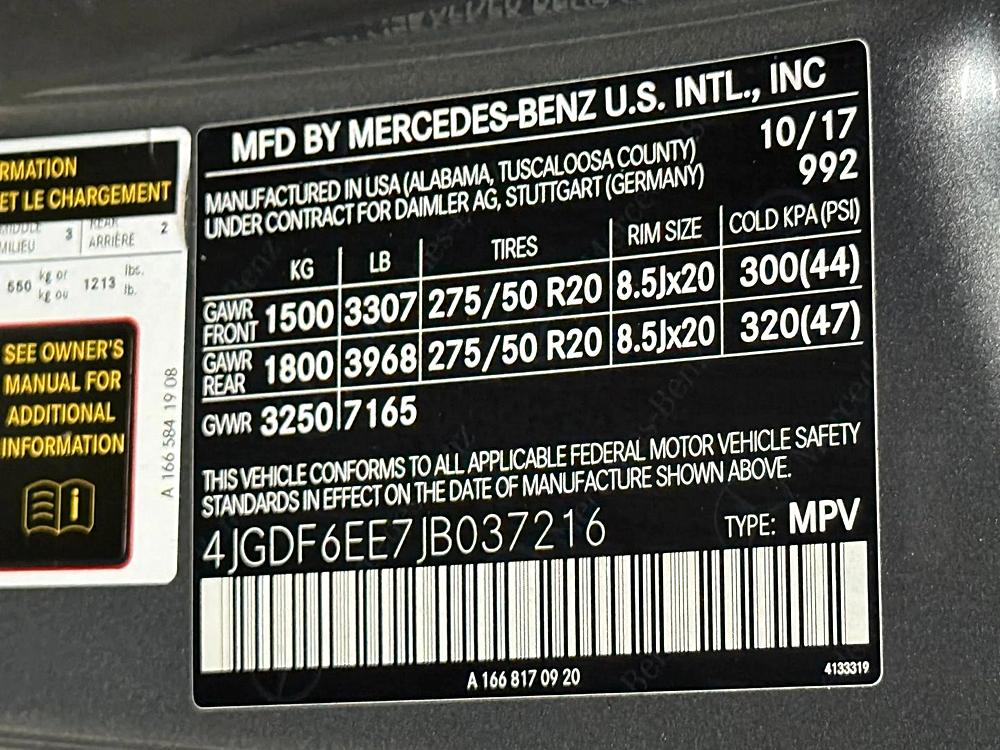 RMATION
ET LE CHARGEMENT
MIDDLE
MILIEU 3
REAR
ARRIÈRE 2
550 kg or
kg ou 1213 lbs.
lb.
SEE OWNER'S
MANUAL FOR
ADDITIONAL
INFORMATION
A 166 584 19 08
MFD BY MERCEDES-BENZ U.S. INTL., INC
MANUFACTURED IN USA (ALABAMA, TUSCALOOSA COUNTY) 10/17
UNDER CONTRACT FOR DAIMLER AG, STUTTGART (GERMANY) 992
KG LB TIRES RIM SIZE COLD KPA (PSI)
GAWR
FRONT 1500 3307 275/50 R20 8.5Jx20 300(44)
GAWR
REAR 1800 3968 275/50 R20 8.5Jx20 320(47)
GVWR 3250 7165
THIS VEHICLE CONFORMS TO ALL APPLICABLE FEDERAL MOTOR VEHICLE SAFETY
STANDARDS IN EFFECT ON THE DATE OF MANUFACTURE SHOWN ABOVE.
4JGDF6EE7JB037216 TYPE: MPV
A 166 817 09 20
4133319